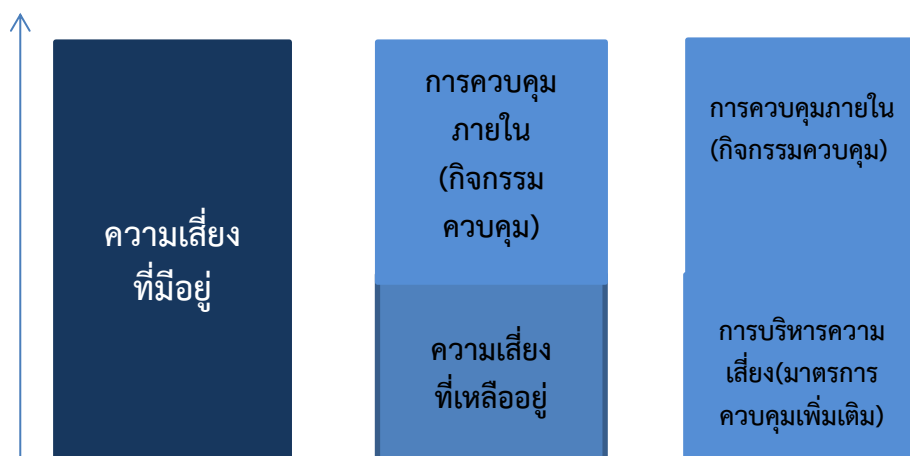 ความเสี่ยง
ที่มีอยู่
การควบคุม
ภายใน
(กิจกรรม
ควบคุม)
ความเสี่ยง
ที่เหลืออยู่
การควบคุมภายใน
(กิจกรรมควบคุม)
การบริหารความ
เสี่ยง(มาตรการ
ควบคุมเพิ่มเติม)